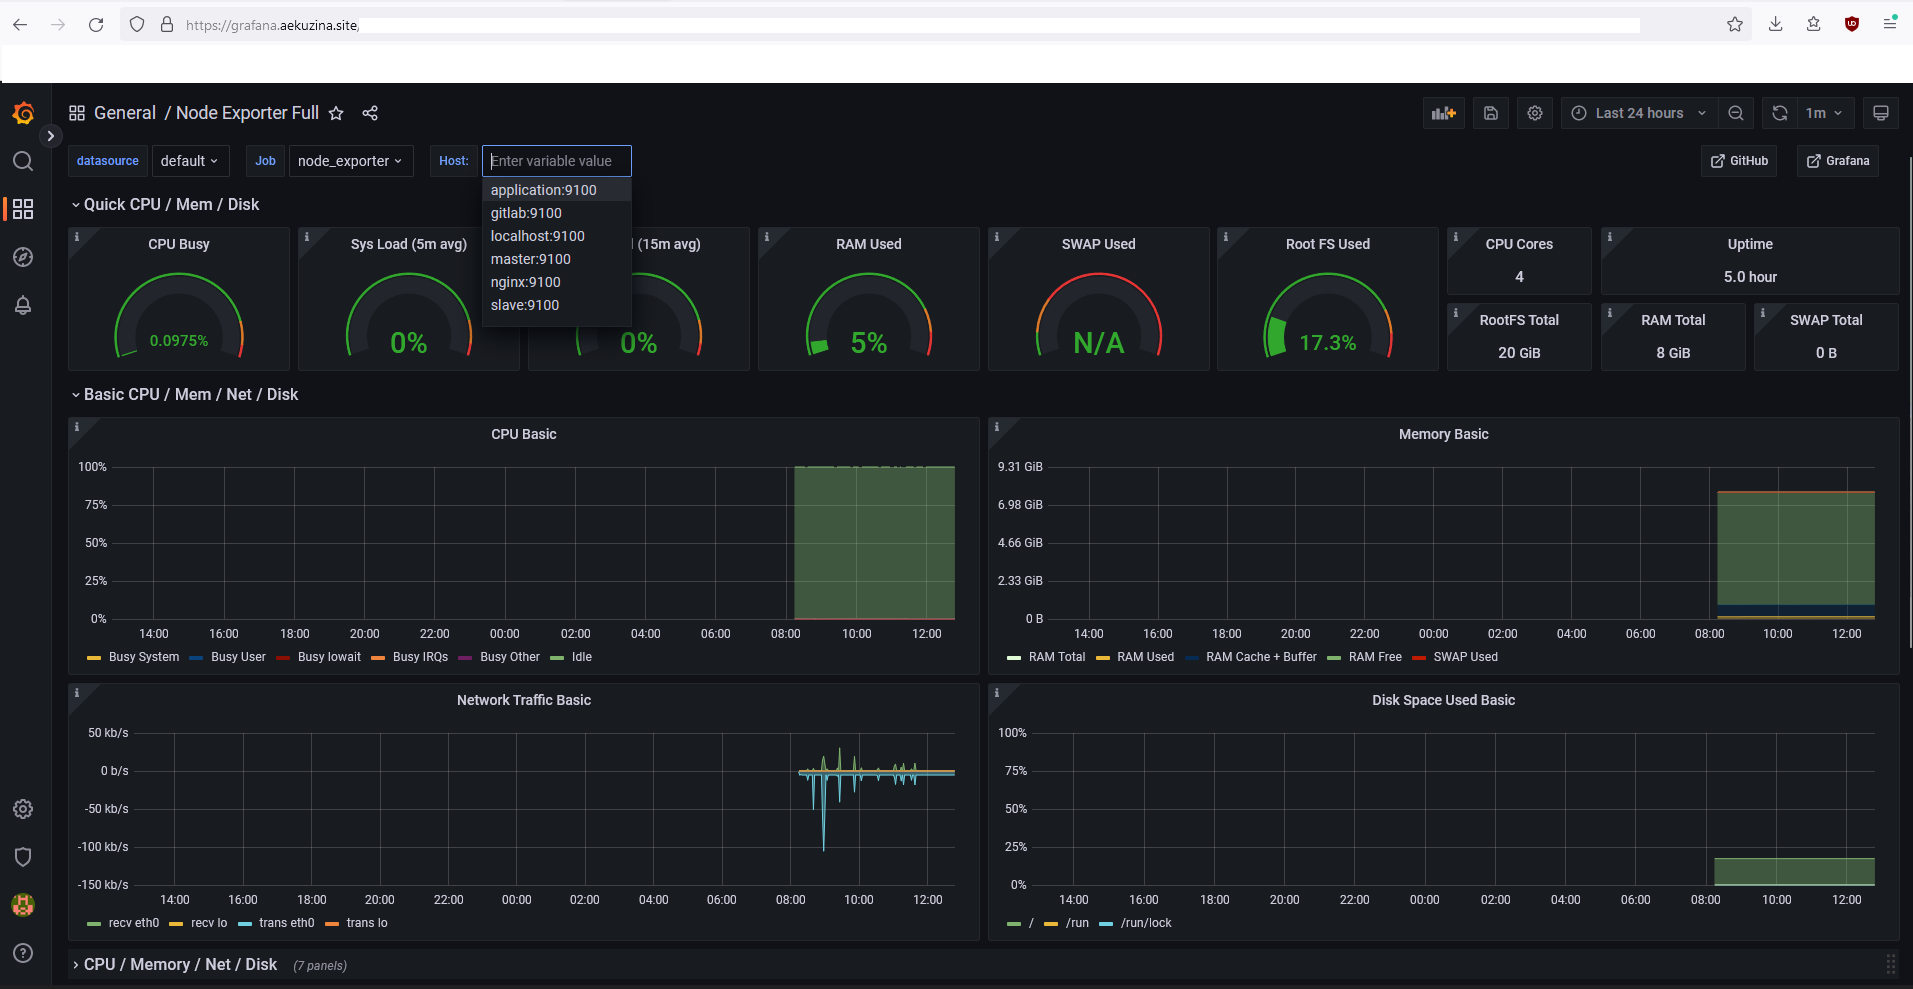 https://grafana.aekuzina.site
General / Node Exporter Full
Last 24 hours
1m
datasource default Job node_exporter Host: Enter variable value
GitHub Grafana
application:9100
gitlab:9100
localhost:9100
master:9100
nginx:9100
slave:9100
Quick CPU / Mem / Disk
CPU Busy
0.0975%
Sys Load (5m avg)
0%
(15m avg)
0%
RAM Used
5%
SWAP Used
N/A
Root FS Used
17.3%
CPU Cores
4
Uptime
5.0 hour
RootFS Total
20 GiB
RAM Total
8 GiB
SWAP Total
0 B
Basic CPU / Mem / Net / Disk
CPU Basic
100%
75%
50%
25%
0%
14:00 16:00 18:00 20:00 22:00 00:00 02:00 04:00 06:00 08:00 10:00 12:00
Busy System Busy User Busy Iowait Busy IRQs Busy Other Idle
Memory Basic
9.31 GiB
6.98 GiB
4.66 GiB
2.33 GiB
0 B
14:00 16:00 18:00 20:00 22:00 00:00 02:00 04:00 06:00 08:00 10:00 12:00
RAM Total RAM Used RAM Cache + Buffer RAM Free SWAP Used
Network Traffic Basic
50 kb/s
0 b/s
-50 kb/s
-100 kb/s
-150 kb/s
14:00 16:00 18:00 20:00 22:00 00:00 02:00 04:00 06:00 08:00 10:00 12:00
recv eth0 recv lo trans eth0 trans lo
Disk Space Used Basic
100%
75%
50%
25%
0%
14:00 16:00 18:00 20:00 22:00 00:00 02:00 04:00 06:00 08:00 10:00 12:00
/ /run /run/lock
CPU / Memory / Net / Disk (7 panels)